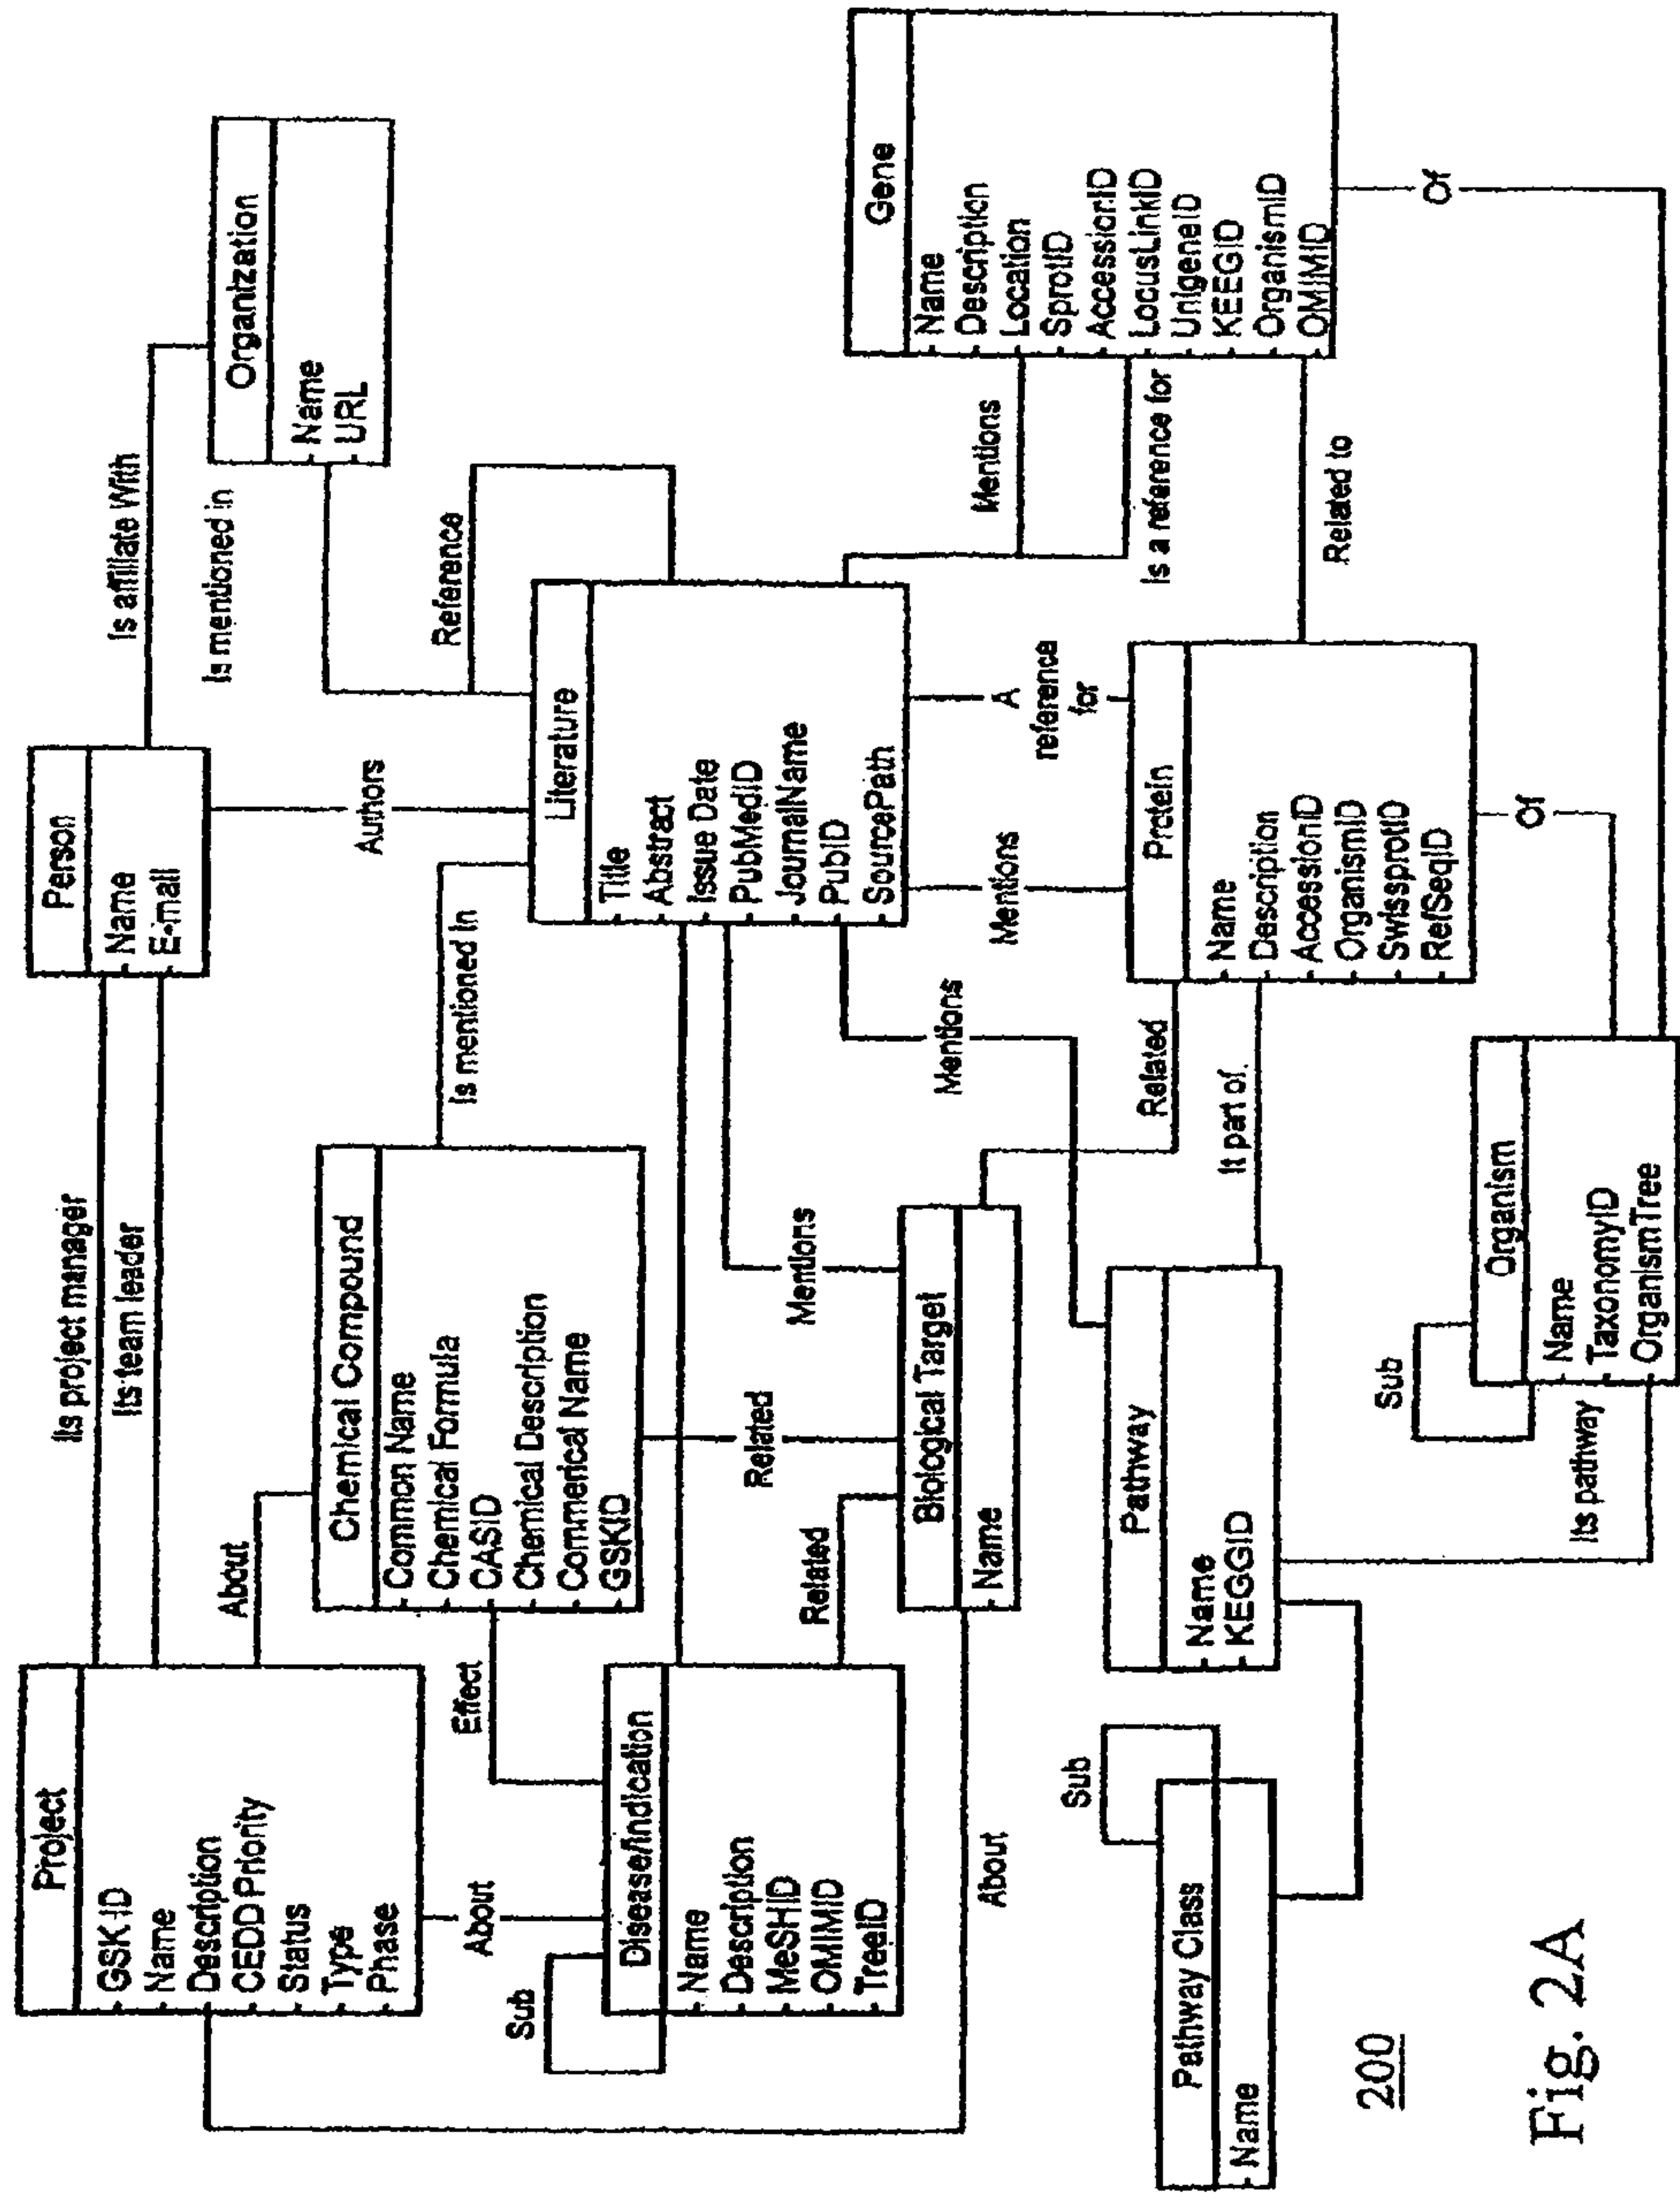 Project
GSK ID
Name
Description
CEDD Priority
Status
Type
Phase
Its project manager
Its team leader
Person
Name
E-mail
Is affiliate With
Is mentioned in
Organization
Name
URL
About
Chemical Compound
Common Name
Chemical Formula
CASID
Chemical Description
Commerical Name
GSKID
Is mentioned In
Authors
Reference
Effect
About
Sub
Disease/Indication
Name
Description
MeSHID
OMIMID
TreeID
Related
Related
Mentions
Literature
Title
Abstract
Issue Date
PubMedID
JournalName
PubID
SourcePath
Mentions
Is a reference for
Gene
Name
Description
Location
SprotID
AccessionID
LocusLinkID
UnigeneID
KEEGID
OrganismID
OMIMID
Biological Target
Name
About
Mentions
Mentions
A
reference
for
Related
It part of.
Protein
Name
Description
AccessionID
OrganismID
SwissprotID
RefSeqID
Related to
Of
Of
Sub
Pathway Class
Name
Pathway
Name
KEGGID
Sub
Its pathway
Organism
Name
TaxonomyID
OrganismTree
200
Fig. 2A